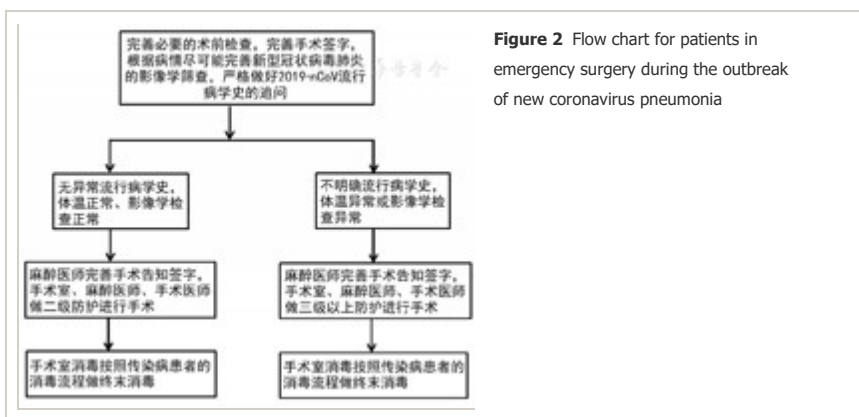 完善必要的术前检查。完善手术签字,
根据病情尽可能完善新型冠状病毒肺炎
的影像学筛查。严格做好2019-nCoV流行
病学史的追问
Figure 2 Flow chart for patients in
emergency surgery during the outbreak
of new coronavirus pneumonia
无异常流行病学史,
体温正常、影像学检
查正常
不明确流行病学史,
体温异常或影像学检
查异常
麻醉医师完善手术告知签字,
手术室、麻醉医师、手术医师
做二级防护进行手术
麻醉医师完善手术告知签字,
手术室、麻醉医师、手术医师
做三级以上防护进行手术
手术室消毒按照传染病患者的
消毒流程做终末消毒
手术室消毒按照传染病患者的
消毒流程做终末消毒